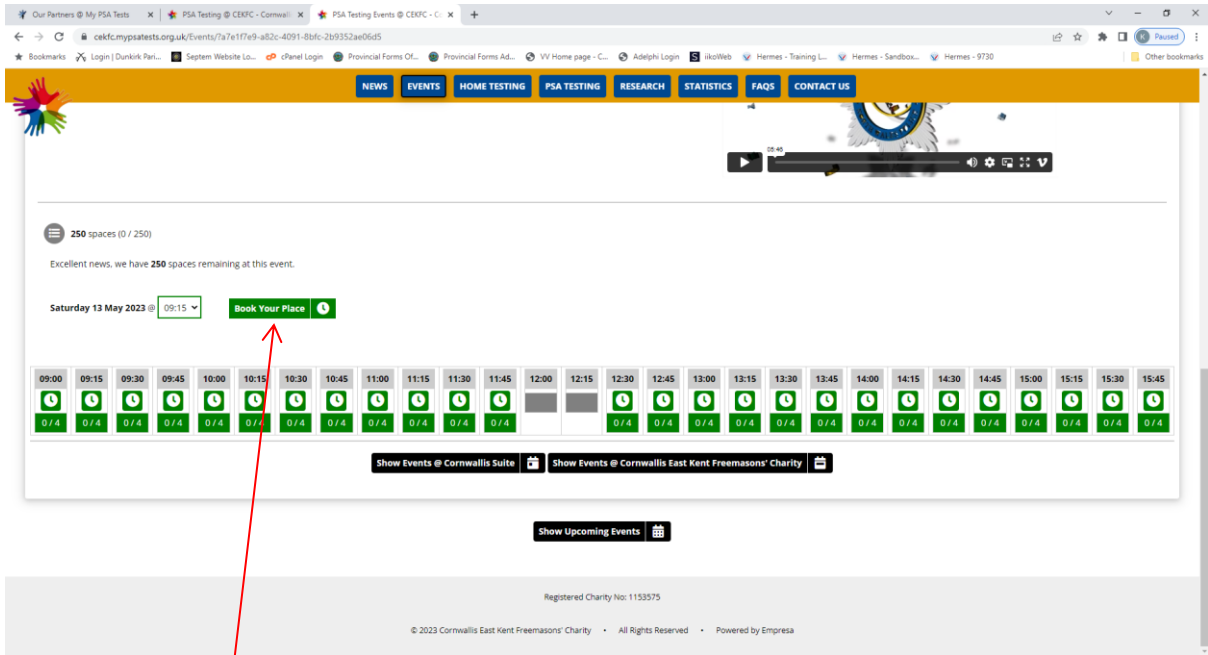 Our Partners @ My PSA Tests
PSA Testing @ CEKFC - Cornwall
PSA Testing Events @ CEKFC - Co
cekfc.mypsatests.org.uk/Events/?a7e1f7e9-a82c-4091-8bfc-2b9352ae06d5
Paused
Bookmarks
Login | Dunkirk Pari...
Septem Website Lo...
cPanel Login
Provincial Forms Of...
Provincial Forms Ad...
VV Home page - C...
Adelphi Login
iikoWeb
Hermes - Training L...
Hermes - Sandbox...
Hermes - 9730
Other bookmarks
NEWS EVENTS HOME TESTING PSA TESTING RESEARCH STATISTICS FAQS CONTACT US
05:46
250 spaces (0 / 250)
Excellent news, we have 250 spaces remaining at this event.
Saturday 13 May 2023 @ 09:15 Book Your Place
09:00 09:15 09:30 09:45 10:00 10:15 10:30 10:45 11:00 11:15 11:30 11:45 12:00 12:15 12:30 12:45 13:00 13:15 13:30 13:45 14:00 14:15 14:30 14:45 15:00 15:15 15:30 15:45
0 / 4 0 / 4 0 / 4 0 / 4 0 / 4 0 / 4 0 / 4 0 / 4 0 / 4 0 / 4 0 / 4 0 / 4 0 / 4 0 / 4 0 / 4 0 / 4 0 / 4 0 / 4 0 / 4 0 / 4 0 / 4 0 / 4 0 / 4 0 / 4 0 / 4 0 / 4
Show Events @ Cornwallis Suite Show Events @ Cornwallis East Kent Freemasons' Charity
Show Upcoming Events
Registered Charity No: 1153575
© 2023 Cornwallis East Kent Freemasons' Charity • All Rights Reserved • Powered by Empresa